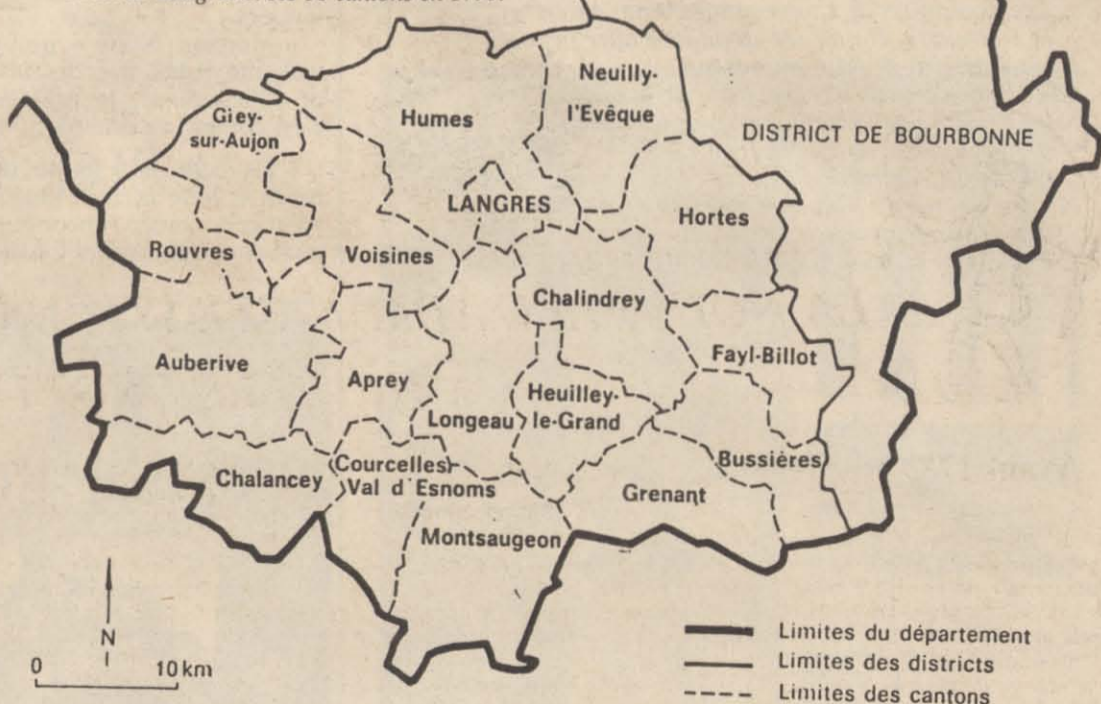 cantons en
Neuilly-
l'Evêque
Giey-
sur-Aujon
Humes
DISTRICT DE BOURBONNE
LANGRES
Hortes
Rouvres
Voisines
Chalindrey
Auberive
Aprey
Fayl-Billot
Heuilley-
le-Grand
Longeau
Chalancey
Courcelles
Val d'Esnoms
Bussières
Grenant
Montsaugeon
N
0 10 km
Limites du département
Limites des districts
Limites des cantons